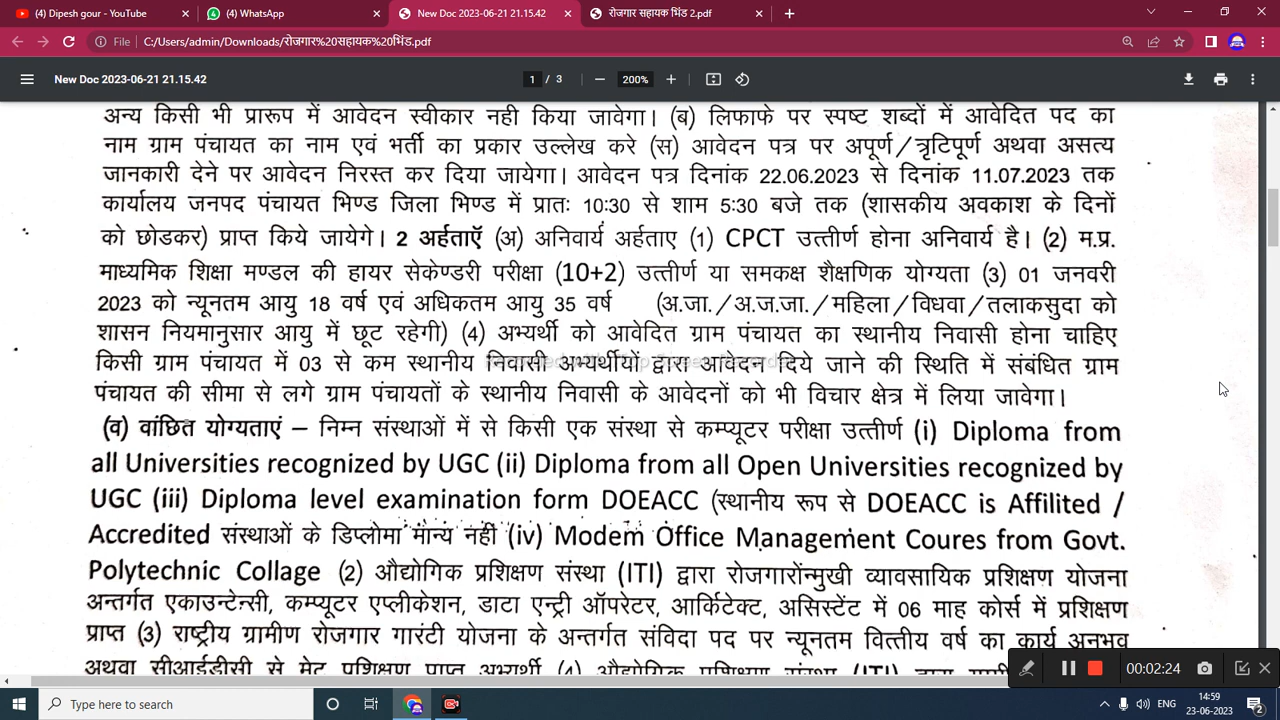 (4) Dipesh gour - YouTube
(4) WhatsApp
New Doc 2023-06-21 21.15.42
रोजगार सहायक भिंड 2.pdf
File C:/Users/admin/Downloads/रोजगार%20सहायक%20भिंड.pdf
New Doc 2023-06-21 21.15.42
1 / 3
200%
अन्य किसी भी प्रारूप में आवेदन स्वीकार नही किया जावेगा। (ब) लिफाफे पर स्पष्ट शब्दों में आवेदित पद का
नाम ग्राम पंचायत का नाम एवं भर्ती का प्रकार उल्लेख करे (स) आवेदन पत्र पर अपूर्ण/त्रृटिपूर्ण अथवा असत्य
जानकारी देने पर आवेदन निरस्त कर दिया जायेगा। आवेदन पत्र दिनांक 22.06.2023 से दिनांक 11.07.2023 तक
कार्यालय जनपद पंचायत भिण्ड जिला भिण्ड में प्रातः 10:30 से शाम 5:30 बजे तक (शासकीय अवकाश के दिनों
को छोडकर) प्राप्त किये जायेगे। 2 अर्हताएँ (अ) अनिवार्य अर्हताए (1) CPCT उत्तीर्ण होना अनिवार्य है। (2) म.प्र.
माध्यमिक शिक्षा मण्डल की हायर सेकेण्डरी परीक्षा (10+2) उत्तीर्ण या समकक्ष शैक्षणिक योग्यता (3) 01 जनवरी
2023 को न्यूनतम आयु 18 वर्ष एवं अधिकतम आयु 35 वर्ष (अ.जा./अ.ज.जा./महिला/विधवा/तलाकसुदा को
शासन नियमानुसार आयु में छूट रहेगी) (4) अभ्यर्थी को आवेदित ग्राम पंचायत का स्थानीय निवासी होना चाहिए
किसी ग्राम पंचायत में 03 से कम स्थानीय निवासी अभ्यर्थीयों द्वारा आवेदन दिये जाने की स्थिति में संबंधित ग्राम
पंचायत की सीमा से लगे ग्राम पंचायतों के स्थानीय निवासी के आवेदनों को भी विचार क्षेत्र में लिया जावेगा।
(व) वांछित योग्यताएं – निम्न संस्थाओं में से किसी एक संस्था से कम्प्यूटर परीक्षा उत्तीर्ण (i) Diploma from
all Universities recognized by UGC (ii) Diploma from all Open Universities recognized by
UGC (iii) Diploma level examination form DOEACC (स्थानीय रूप से DOEACC is Affilited /
Accredited संस्थाओं के डिप्लोमा मान्य नही (iv) Modem Office Management Coures from Govt.
Polytechnic Collage (2) औद्योगिक प्रशिक्षण संस्था (ITI) द्वारा रोजगारोंन्मुखी व्यावसायिक प्रशिक्षण योजना
अन्तर्गत एकाउन्टेन्सी, कम्प्यूटर एप्लीकेशन, डाटा एन्ट्री ऑपरेटर, आर्किटेक्ट, असिस्टेंट में 06 माह कोर्स में प्रशिक्षण
प्राप्त (3) राष्ट्रीय ग्रामीण रोजगार गारंटी योजना के अन्तर्गत संविदा पद पर न्यूनतम वित्तीय वर्ष का कार्य अनुभव
अथवा सीआईडीसी से मेट प्रशिक्षण प्राप्त अभ्यर्थी (4) औद्योगिक प्रशिक्षण संस्था (ITI) द्वारा
00:02:24
Type here to search
ENG
14:59
23-06-2023
2